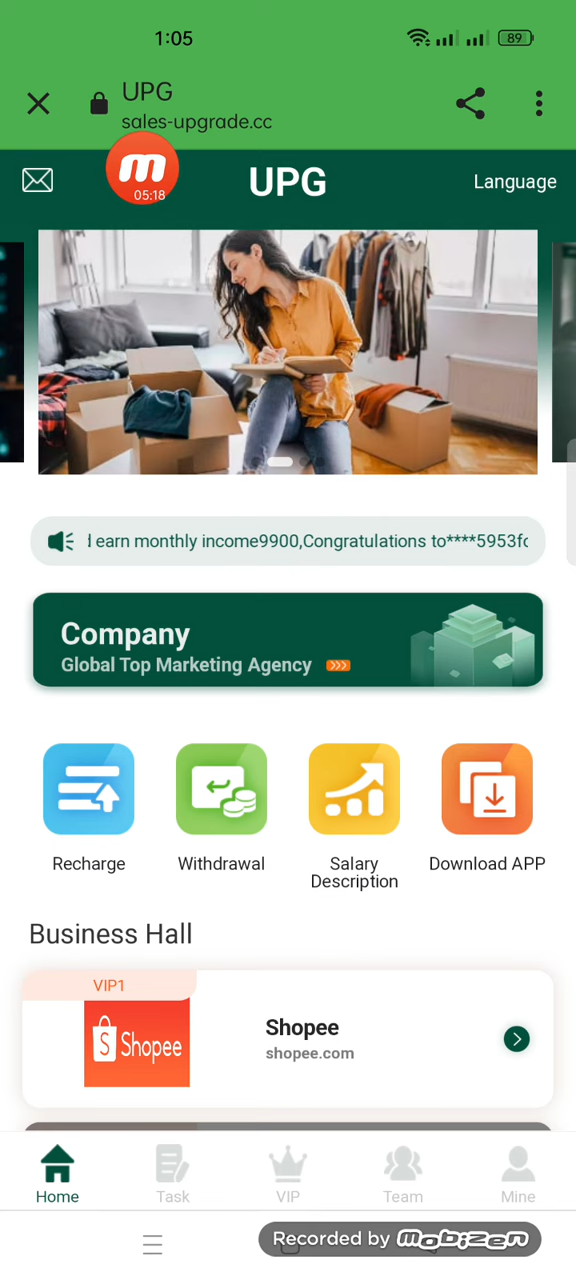 1:05
89
UPG
sales-upgrade.cc
m
05:18
UPG
Language
earn monthly income9900,Congratulations to****5953fo
Company
Global Top Marketing Agency
Recharge
Withdrawal
Salary
Description
Download APP
Business Hall
VIP1
Shopee
Shopee
shopee.com
Home
Task
VIP
Team
Mine
Recorded by Mobizen